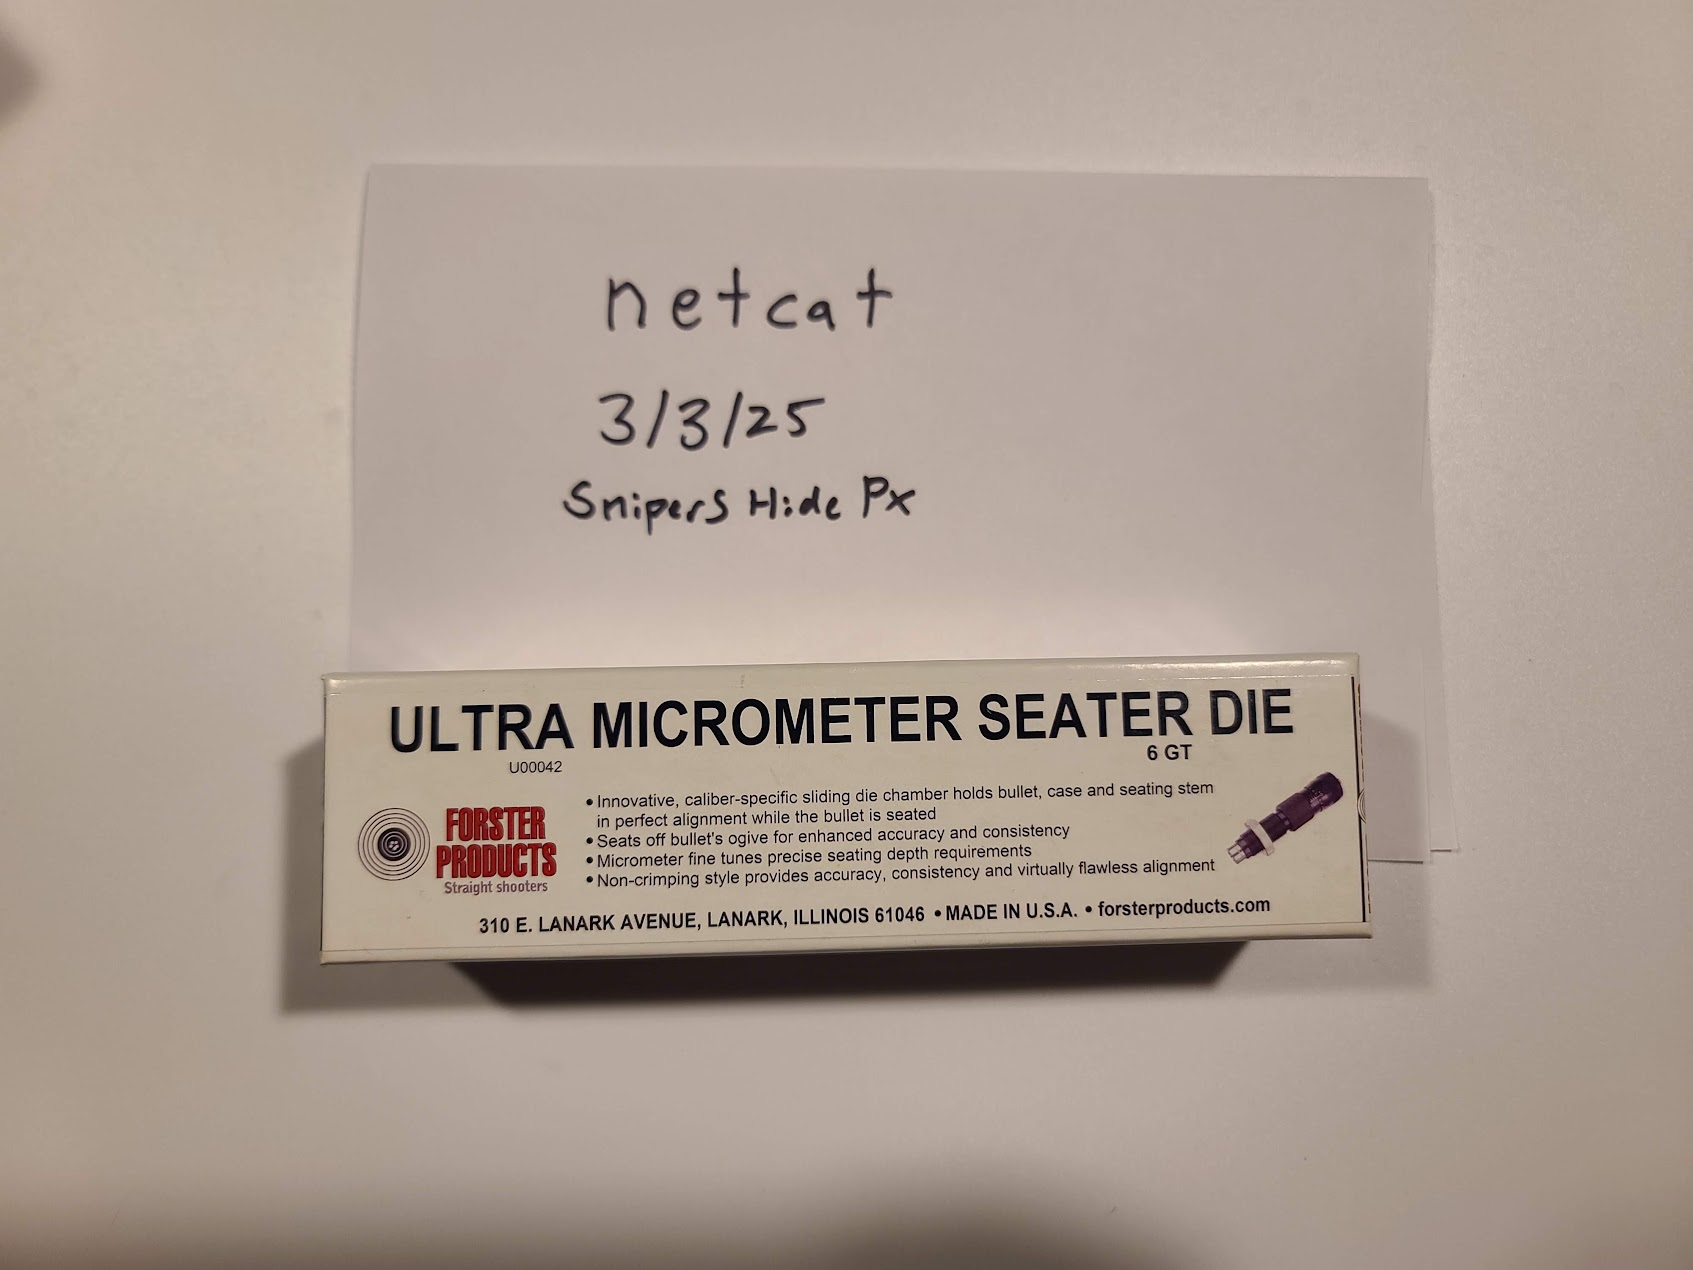 netcat
3/3/25
Snipers Hide Px
ULTRA MICROMETER SEATER DIE
U00042
6 GT
FORSTER
PRODUCTS
Straight shooters
• Innovative, caliber-specific sliding die chamber holds bullet, case and seating stem
in perfect alignment while the bullet is seated
• Seats off bullet's ogive for enhanced accuracy and consistency
• Micrometer fine tunes precise seating depth requirements
• Non-crimping style provides accuracy, consistency and virtually flawless alignment
310 E. LANARK AVENUE, LANARK, ILLINOIS 61046 • MADE IN U.S.A. • forsterproducts.com